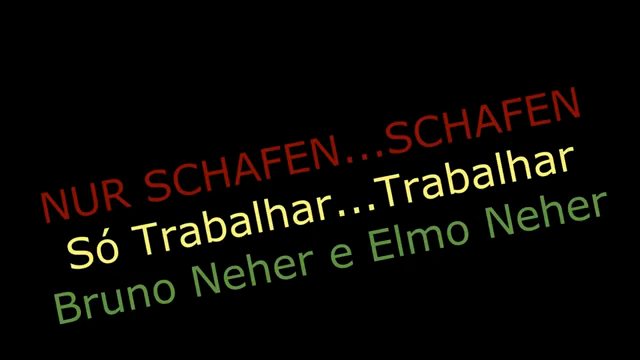 NUR SCHAFEN...SCHAFEN
Só Trabalhar...Trabalhar
Bruno Neher e Elmo Neher